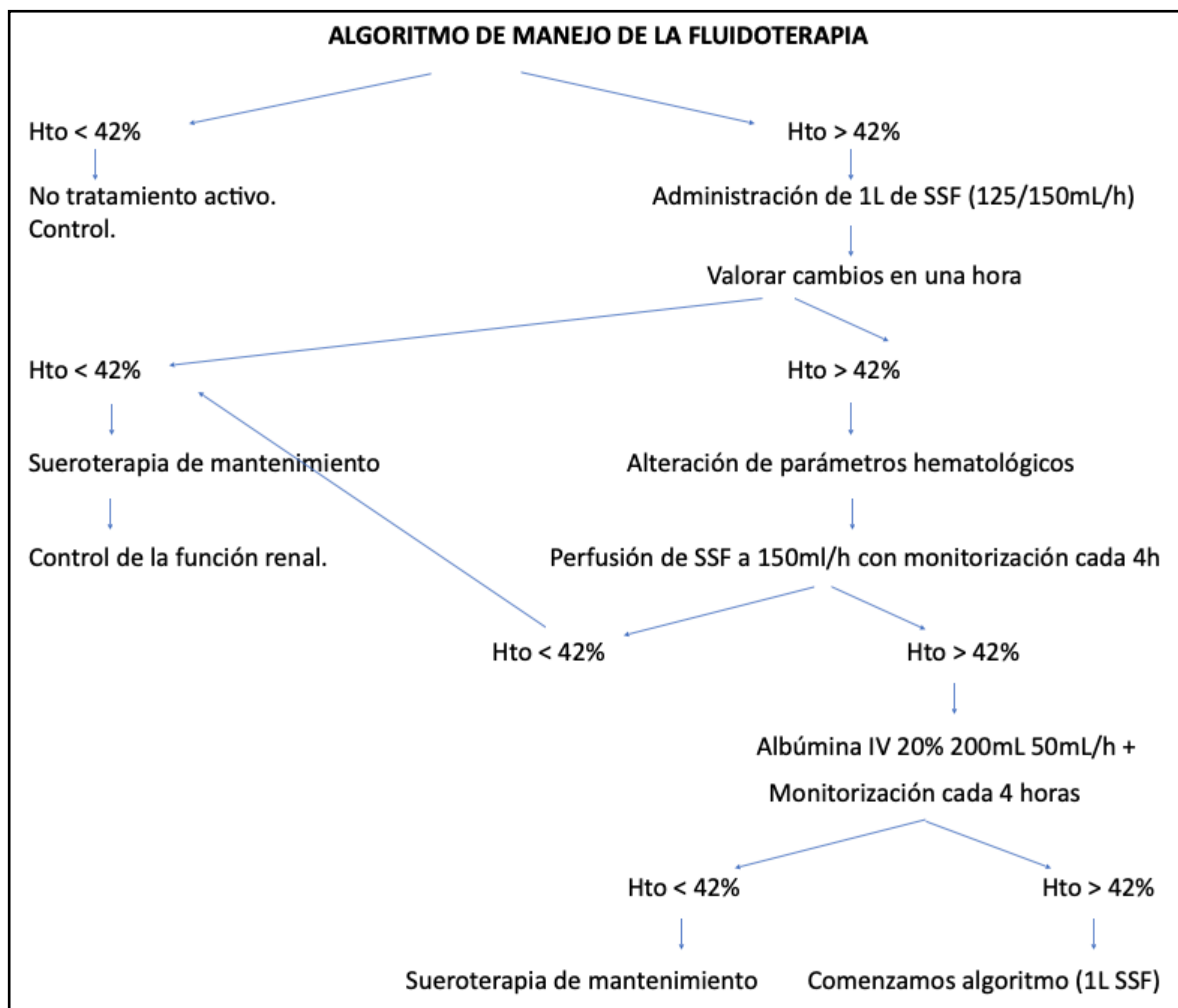 ALGORITMO DE MANEJO DE LA FLUIDOTERAPIA
Hto < 42%
Hto > 42%
No tratamiento activo.
Control.
Administración de 1L de SSF (125/150mL/h)
Valorar cambios en una hora
Hto < 42%
Hto > 42%
Sueroterapia de mantenimiento
Alteración de parámetros hematológicos
Control de la función renal.
Perfusión de SSF a 150ml/h con monitorización cada 4h
Hto < 42%
Hto > 42%
Albúmina IV 20% 200mL 50mL/h +
Monitorización cada 4 horas
Hto < 42%
Hto > 42%
Sueroterapia de mantenimiento
Comenzamos algoritmo (1L SSF)